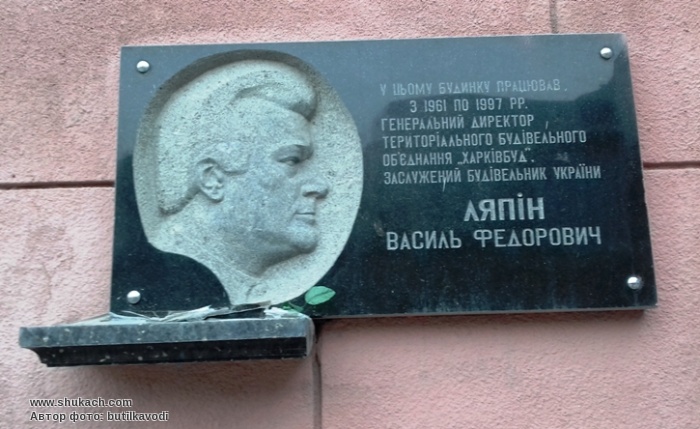 У ЦЬОМУ БУДИНКУ ПРАЦЮВАВ
З 1961 ПО 1997 РР.
ГЕНЕРАЛЬНИЙ ДИРЕКТОР
ТЕРИТОРІАЛЬНОГО БУДІВЕЛЬНОГО
ОБ'ЄДНАННЯ „ХАРКІВБУД".
ЗАСЛУЖЕНИЙ БУДІВЕЛЬНИК УКРАЇНИ
ЛЯПІН
ВАСИЛЬ ФЕДОРОВИЧ
www.shukach.com
Автор фото: butilkavodi